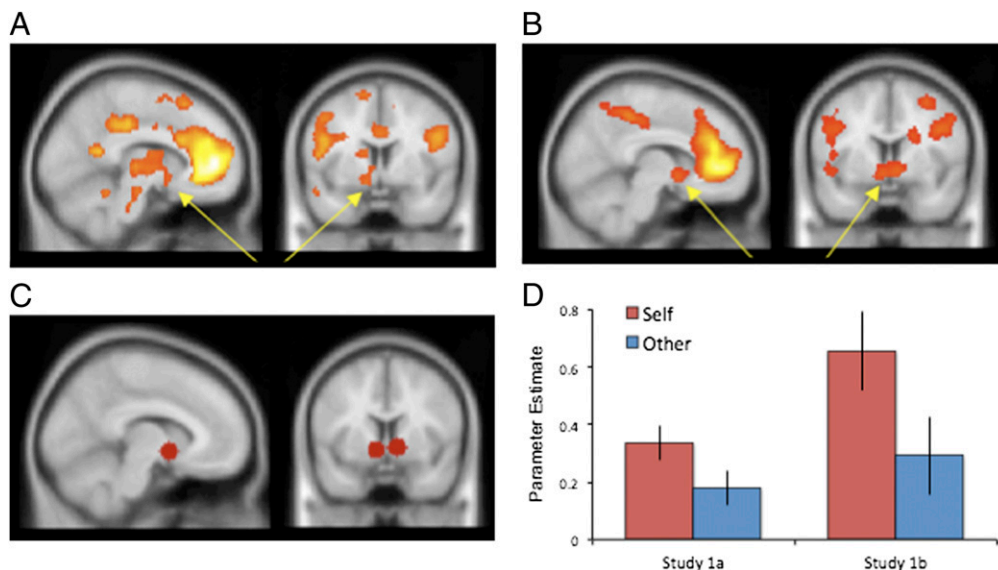 A
B
C
D
Self
Other
Parameter Estimate
0.8
0.6
0.4
0.2
0
Study 1a
Study 1b